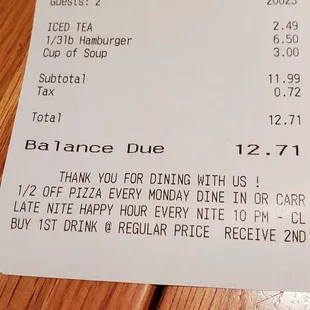 Guests: 2 20023
ICED TEA 2.49
1/3lb Hamburger 6.50
Cup of Soup 3.00
Subtotal 11.99
Tax 0.72
Total 12.71
Balance Due 12.71
THANK YOU FOR DINING WITH US !
1/2 OFF PIZZA EVERY MONDAY DINE IN OR CARR
LATE NITE HAPPY HOUR EVERY NITE 10 PM - CL
BUY 1ST DRINK @ REGULAR PRICE RECEIVE 2ND